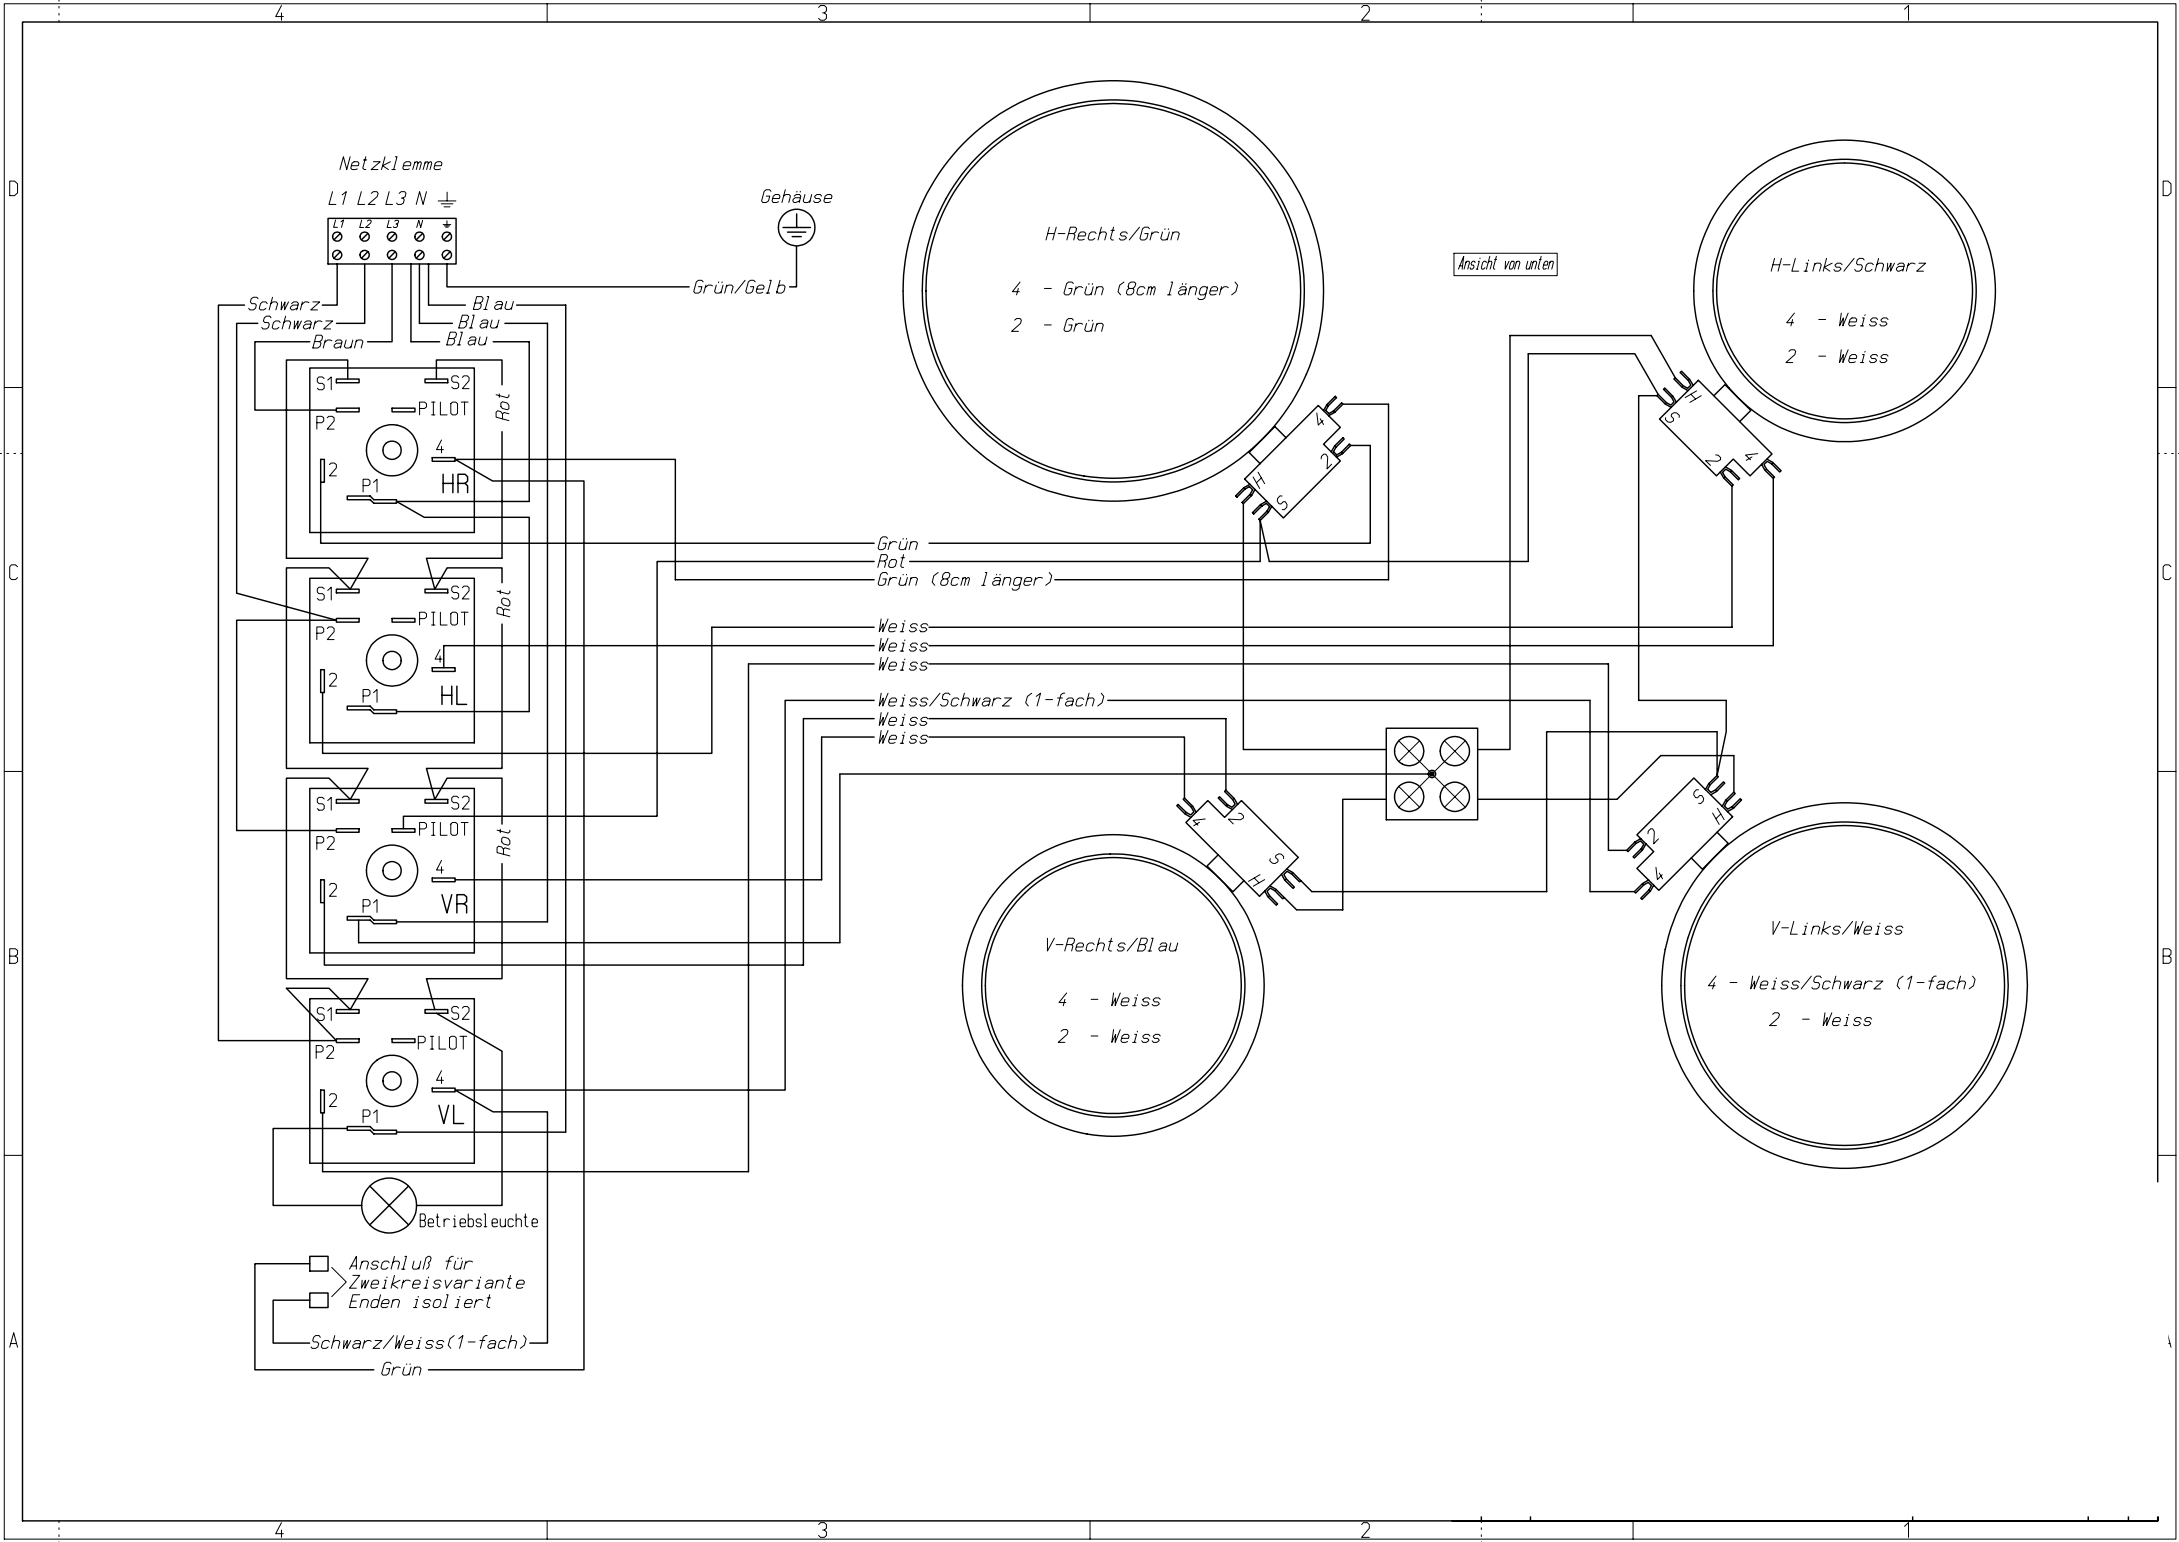 4 3 2 1
D D
Netzklemme
L1 L2 L3 N
L1 L2 L3 N
Gehäuse
Grün/Gelb
Schwarz Blau
Schwarz Blau
Braun Blau
S1 S2
PILOT
P2
Rot
4
2
P1 HR
S1 S2
PILOT
P2
Rot
4
2
P1 HL
S1 S2
PILOT
P2
Rot
4
2
P1 VR
S1 S2
PILOT
P2
4
2
P1 VL
Betriebsleuchte
Anschluß für
Zweikreisvariante
Enden isoliert
Schwarz/Weiss(1-fach)
Grün
Grün
Rot
Grün (8cm länger)
Weiss
Weiss
Weiss
Weiss/Schwarz (1-fach)
Weiss
Weiss
H-Rechts/Grün
4 - Grün (8cm länger)
2 - Grün
4
2
H
S
Ansicht von unten
H-Links/Schwarz
4 - Weiss
2 - Weiss
H
S
2 4
V-Rechts/Blau
4 - Weiss
2 - Weiss
4 2
S
H
V-Links/Weiss
4 - Weiss/Schwarz (1-fach)
2 - Weiss
S
H
2
4
C C
B B
A
4 3 2 1